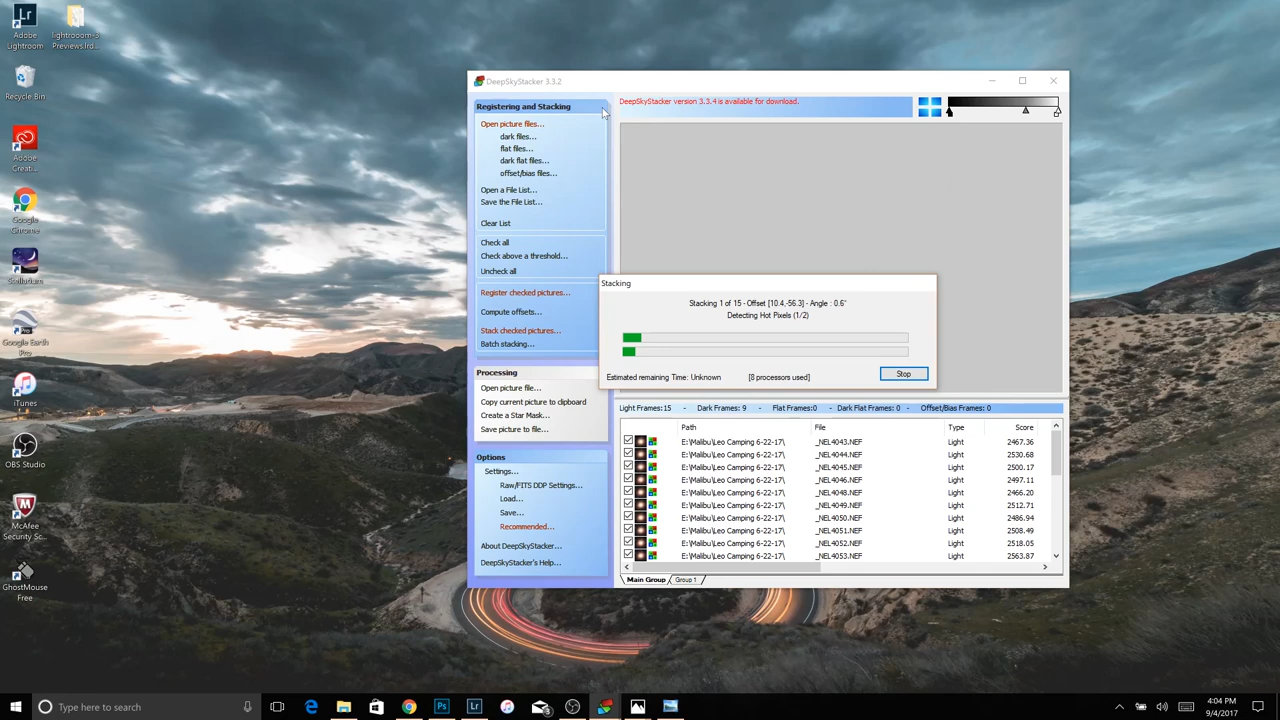 Adobe
Lightroom
lightrooom-3
Previews.lrd...
Recycle Bin
Adobe
Creati...
Google
Chrome
Stellarium
Google Earth
Pro
iTunes
OBS Studio
McAfee
Security Sc...
GhostMouse
Free
DeepSkyStacker 3.3.2
Registering and Stacking
Open picture files...
dark files...
flat files...
dark flat files...
offset/bias files...
Open a File List...
Save the File List...
Clear List
Check all
Check above a threshold...
Uncheck all
Register checked pictures...
Compute offsets...
Stack checked pictures...
Batch stacking...
Processing
Open picture file...
Copy current picture to clipboard
Create a Star Mask...
Save picture to file...
Options
Settings...
Raw/FITS DDP Settings...
Load...
Save...
Recommended...
About DeepSkyStacker...
DeepSkyStacker's Help...
DeepSkyStacker version 3.3.4 is available for download.
Stacking
Stacking 1 of 15 - Offset [10.4,-56.3] - Angle : 0.6°
Detecting Hot Pixels (1/2)
Estimated remaining Time: Unknown [8 processors used] Stop
Light Frames:15 - Dark Frames: 9 - Flat Frames:0 - Dark Flat Frames: 0 - Offset/Bias Frames: 0
Path File Type Score
E:\Malibu\Leo Camping 6-22-17\ _NEL4043.NEF Light 2467.36
E:\Malibu\Leo Camping 6-22-17\ _NEL4044.NEF Light 2530.68
E:\Malibu\Leo Camping 6-22-17\ _NEL4045.NEF Light 2500.17
E:\Malibu\Leo Camping 6-22-17\ _NEL4046.NEF Light 2497.11
E:\Malibu\Leo Camping 6-22-17\ _NEL4048.NEF Light 2466.20
E:\Malibu\Leo Camping 6-22-17\ _NEL4049.NEF Light 2512.71
E:\Malibu\Leo Camping 6-22-17\ _NEL4050.NEF Light 2486.94
E:\Malibu\Leo Camping 6-22-17\ _NEL4051.NEF Light 2508.49
E:\Malibu\Leo Camping 6-22-17\ _NEL4052.NEF Light 2518.05
E:\Malibu\Leo Camping 6-22-17\ _NEL4053.NEF Light 2563.87
Main Group Group 1
Type here to search
Ps
Lr
4:04 PM
9/4/2017